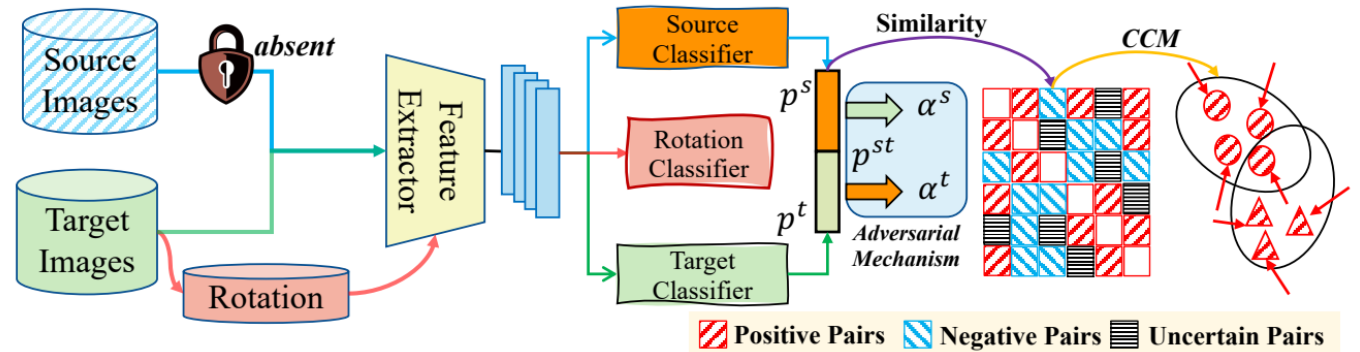 Source
Images
absent
Target
Images
Rotation
Feature
Extractor
Source
Classifier
Rotation
Classifier
Target
Classifier
p^s
p^st
p^t
α^s
α^t
Adversarial
Mechanism
Similarity
CCM
Positive Pairs
Negative Pairs
Uncertain Pairs